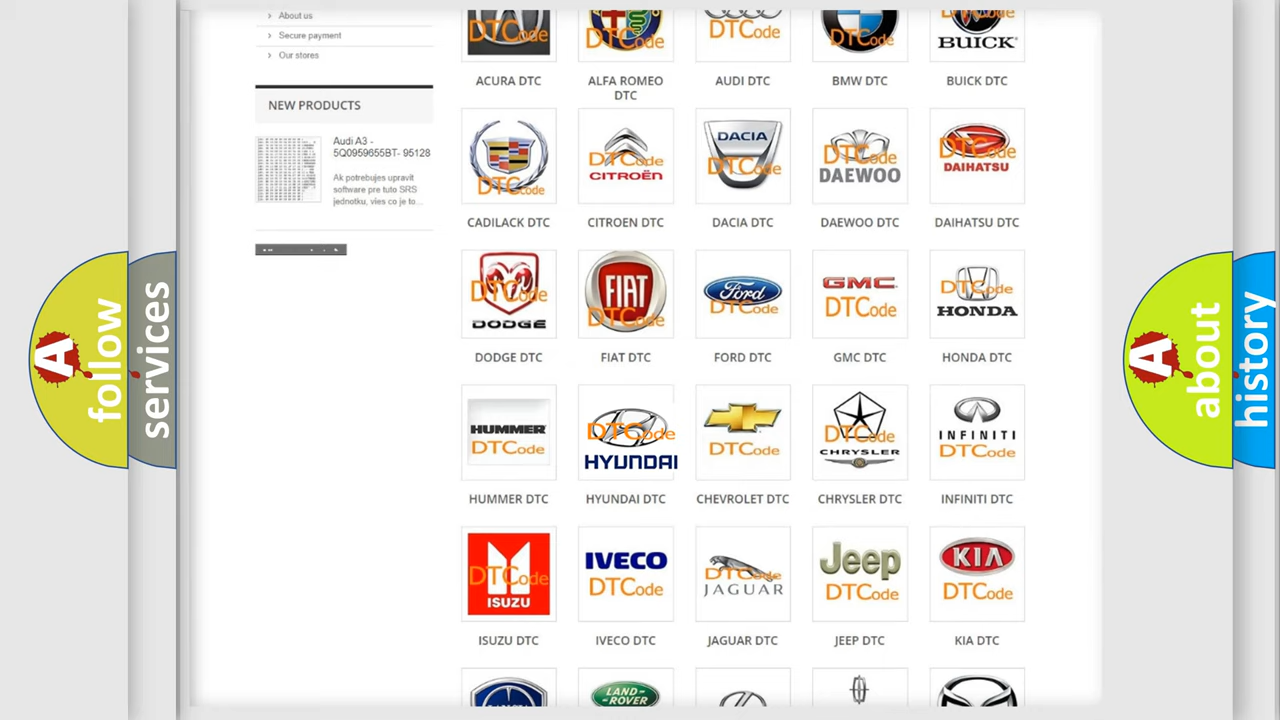 About us
Secure payment
Our stores
NEW PRODUCTS
Audi A3 -
5Q0959655BT- 95128
Ak potrebujes upravit
software pre tuto SRS
jednotku, vies co je to...
DTCode DTCode DTCode DTCode BUICK
ACURA DTC ALFA ROMEO DTC AUDI DTC BMW DTC BUICK DTC
DTCode
DTCode CITROËN
DACIA DTCode
DTCode DAEWOO
DTCode DAIHATSU
CADILACK DTC CITROEN DTC DACIA DTC DAEWOO DTC DAIHATSU DTC
DTCode DODGE
FIAT DTCode
Ford DTCode
GMC DTCode
DTCode HONDA
DODGE DTC FIAT DTC FORD DTC GMC DTC HONDA DTC
HUMMER DTCode
DTCode HYUNDAI
DTCode
DTCode CHRYSLER
INFINITI DTCode
HUMMER DTC HYUNDAI DTC CHEVROLET DTC CHRYSLER DTC INFINITI DTC
DTCode ISUZU
IVECO DTCode
DTCode JAGUAR
Jeep DTCode
KIA DTCode
ISUZU DTC IVECO DTC JAGUAR DTC JEEP DTC KIA DTC
LAND-
ROVER
A follow
services
A about
history